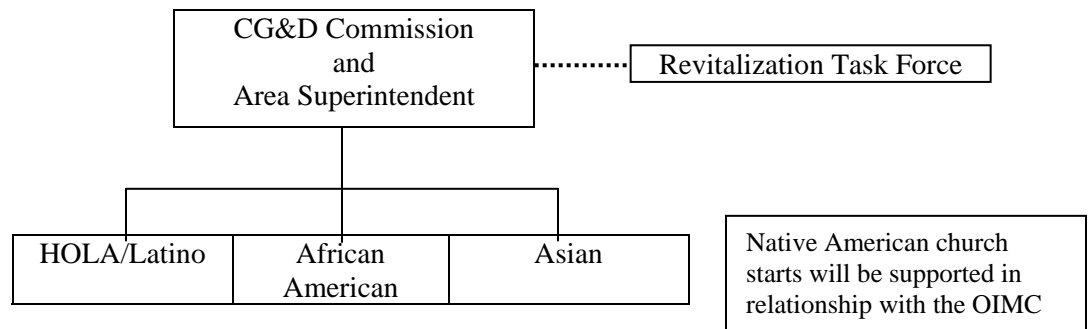 CG&D Commission
and
Area Superintendent
Revitalization Task Force
HOLA/Latino
African
American
Asian
Native American church
starts will be supported in
relationship with the OIMC